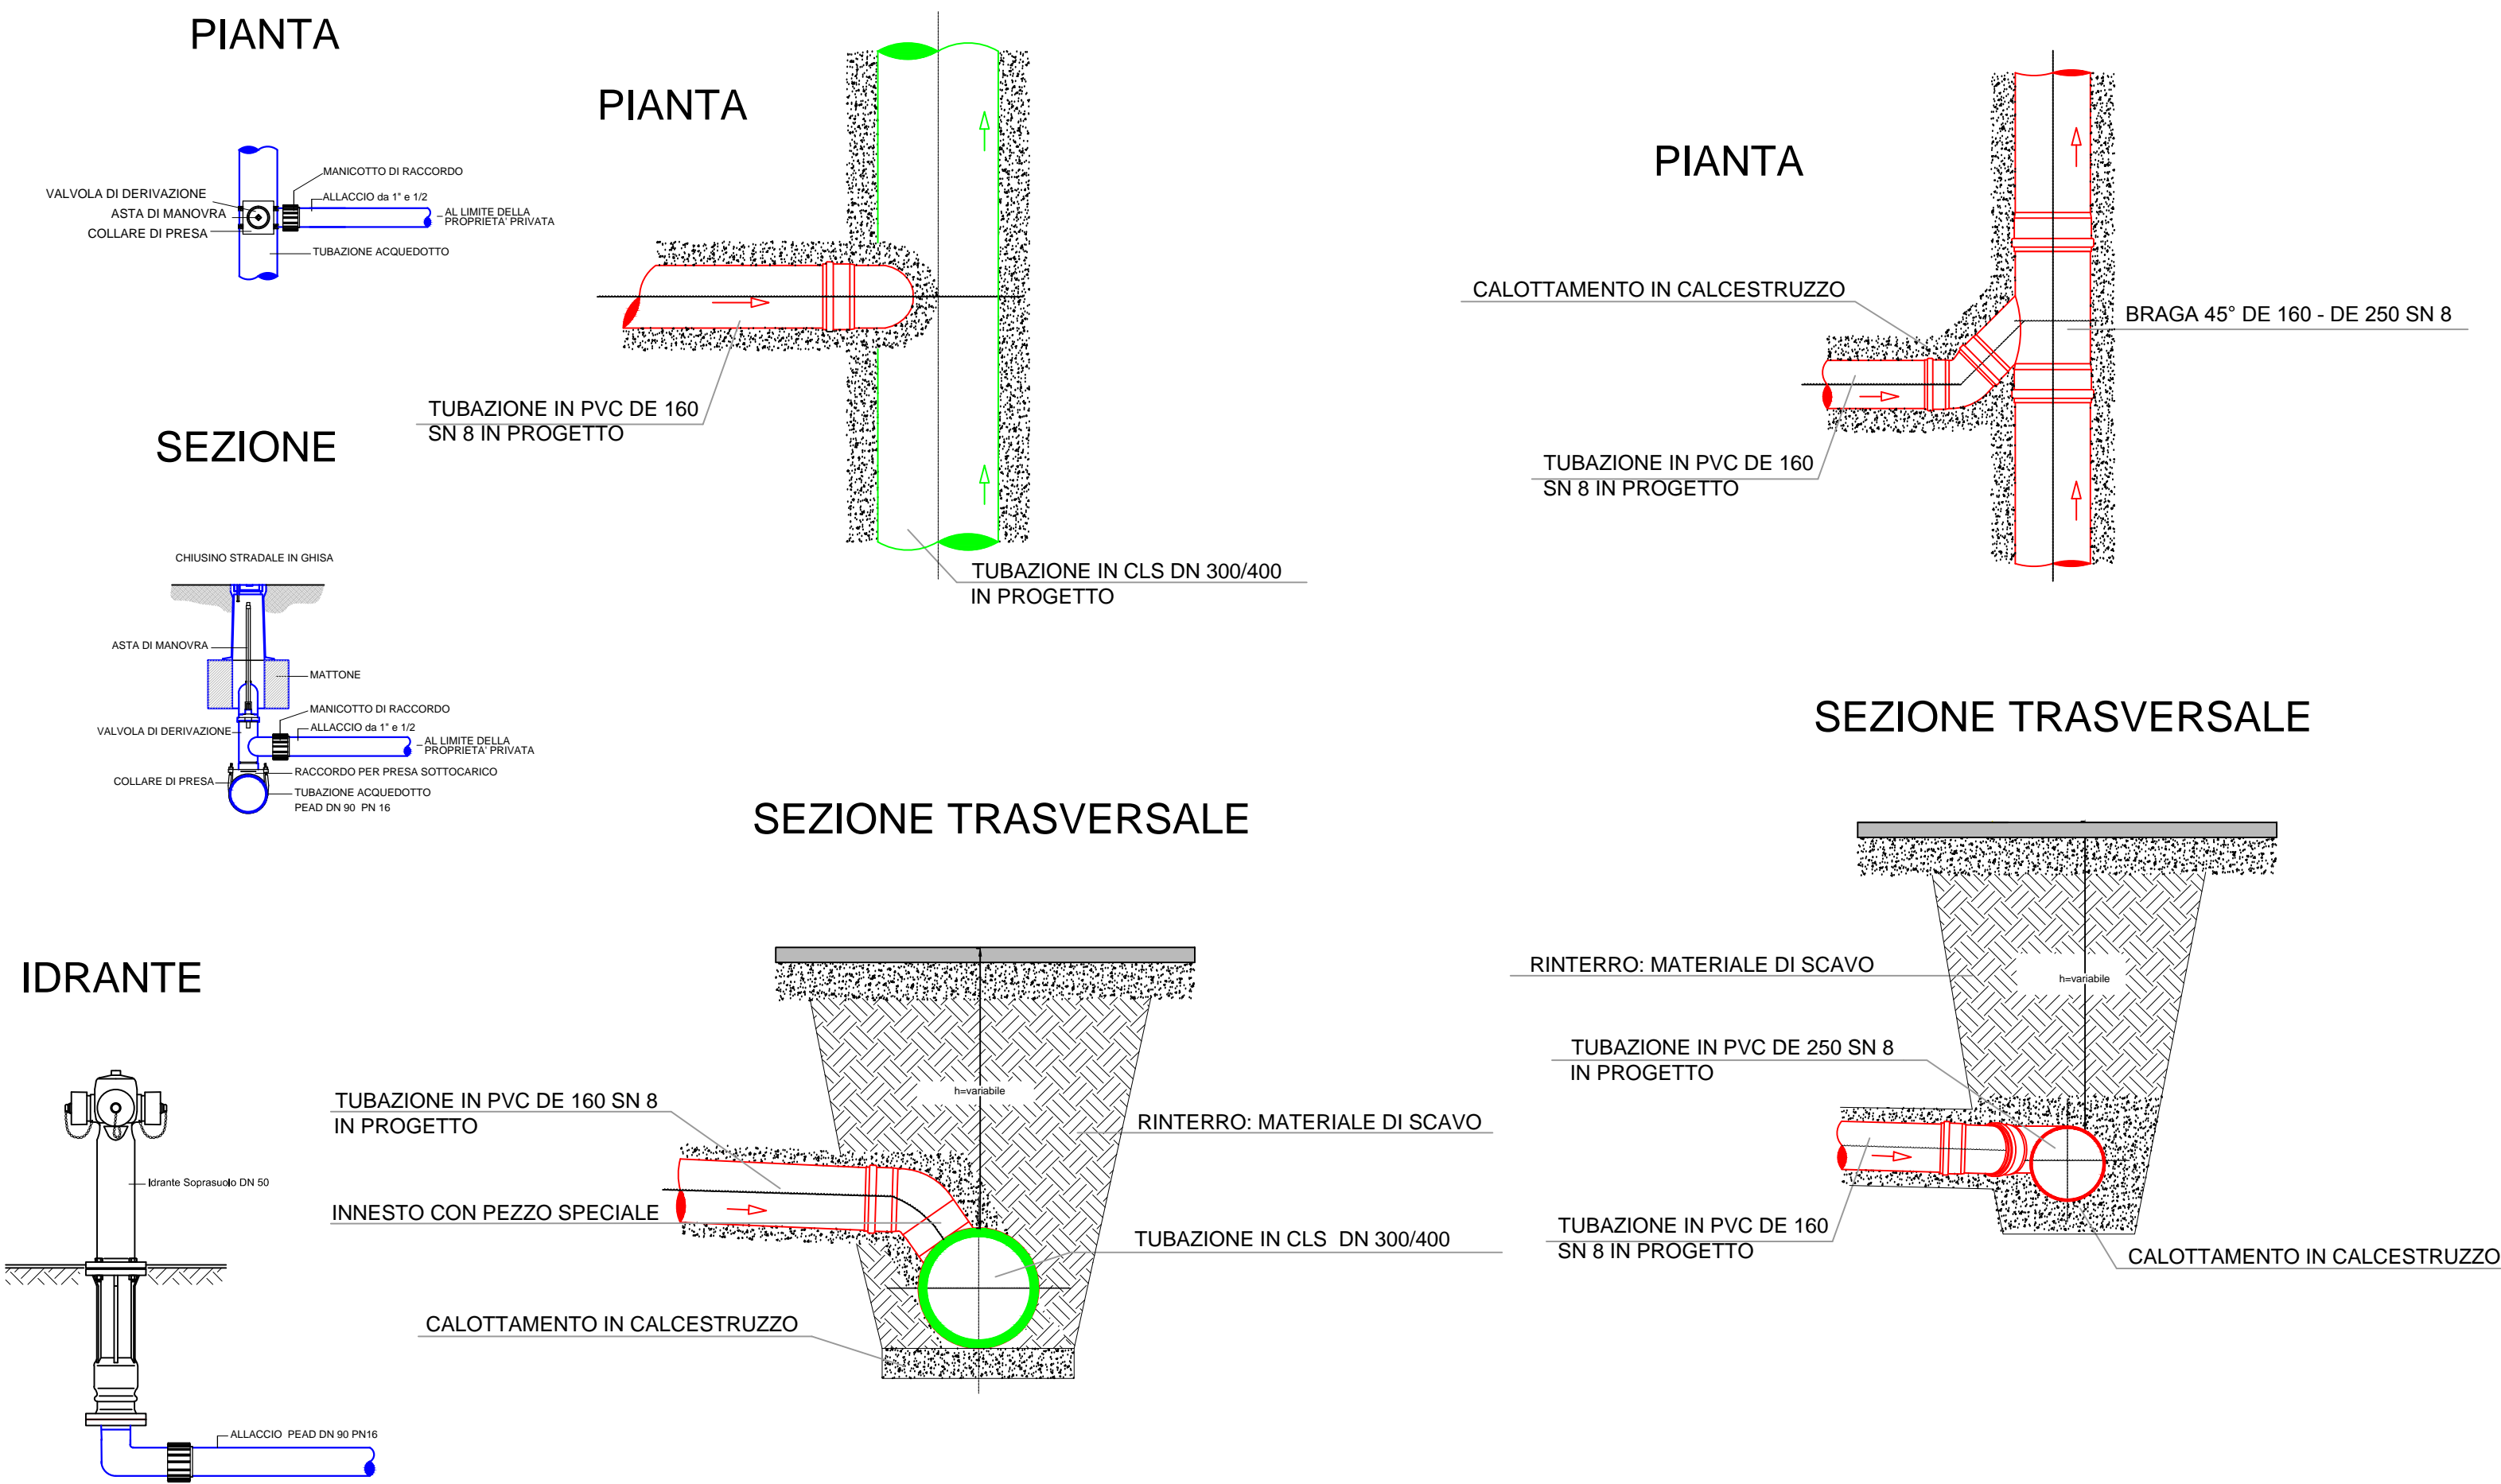 PIANTA
VALVOLA DI DERIVAZIONE
ASTA DI MANOVRA
COLLARE DI PRESA
MANICOTTO DI RACCORDO
ALLACCIO da 1" e 1/2
AL LIMITE DELLA
PROPRIETA' PRIVATA
TUBAZIONE ACQUEDOTTO
SEZIONE
CHIUSINO STRADALE IN GHISA
ASTA DI MANOVRA
MATTONE
MANICOTTO DI RACCORDO
ALLACCIO da 1" e 1/2
VALVOLA DI DERIVAZIONE
AL LIMITE DELLA
PROPRIETA' PRIVATA
RACCORDO PER PRESA SOTTOCARICO
COLLARE DI PRESA
TUBAZIONE ACQUEDOTTO
PEAD DN 90 PN 16
IDRANTE
Idrante Soprasuolo DN 50
ALLACCIO PEAD DN 90 PN16
PIANTA
TUBAZIONE IN PVC DE 160
SN 8 IN PROGETTO
TUBAZIONE IN CLS DN 300/400
IN PROGETTO
SEZIONE TRASVERSALE
h=variabile
TUBAZIONE IN PVC DE 160 SN 8
IN PROGETTO
RINTERRO: MATERIALE DI SCAVO
INNESTO CON PEZZO SPECIALE
TUBAZIONE IN CLS DN 300/400
CALOTTAMENTO IN CALCESTRUZZO
PIANTA
CALOTTAMENTO IN CALCESTRUZZO
BRAGA 45° DE 160 - DE 250 SN 8
TUBAZIONE IN PVC DE 160
SN 8 IN PROGETTO
SEZIONE TRASVERSALE
RINTERRO: MATERIALE DI SCAVO
h=variabile
TUBAZIONE IN PVC DE 250 SN 8
IN PROGETTO
TUBAZIONE IN PVC DE 160
SN 8 IN PROGETTO
CALOTTAMENTO IN CALCESTRUZZO